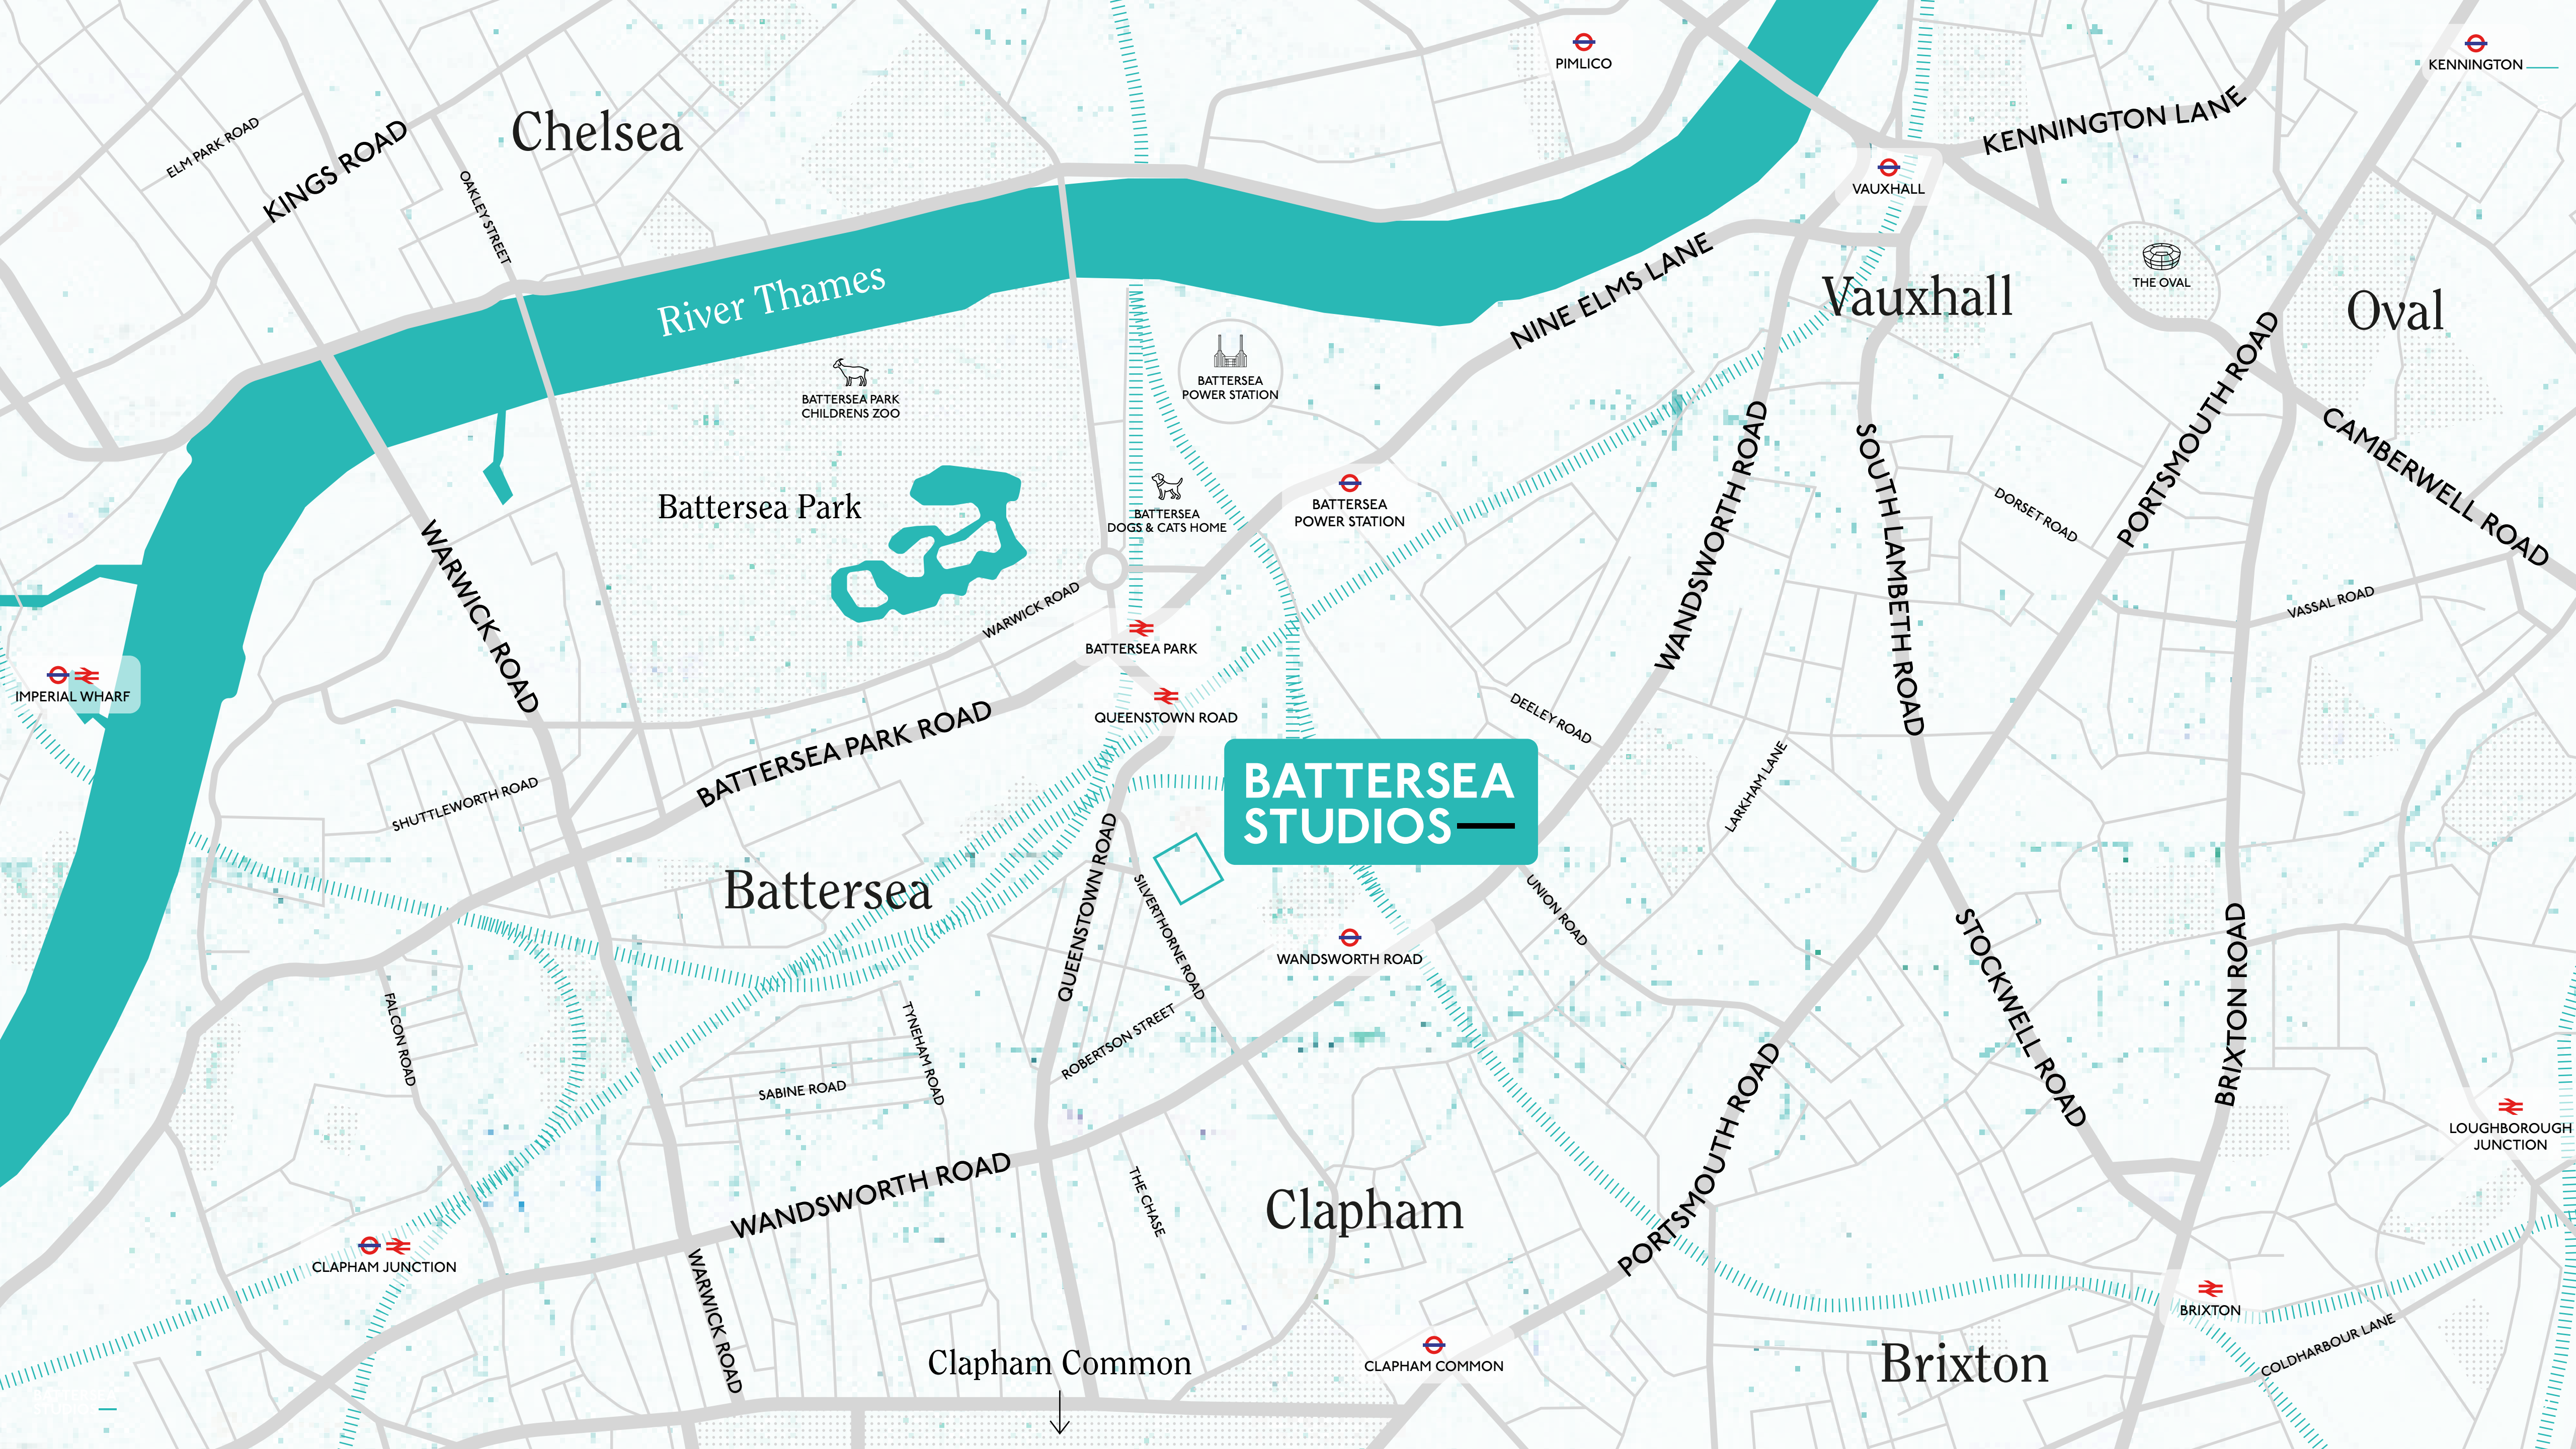 PIMLICO
KENNINGTON
Chelsea
ELM PARK ROAD
KINGS ROAD
OAKLEY STREET
KENNINGTON LANE
VAUXHALL
River Thames
NINE ELMS LANE
Vauxhall
THE OVAL
Oval
BATTERSEA PARK
CHILDRENS ZOO
BATTERSEA
POWER STATION
PORTSMOUTH ROAD
CAMBERWELL ROAD
Battersea Park
BATTERSEA
DOGS & CATS HOME
BATTERSEA
POWER STATION
WANDSWORTH ROAD
SOUTH LAMBETH ROAD
DORSET ROAD
WARWICK ROAD
WARWICK ROAD
VASSAL ROAD
IMPERIAL WHARF
BATTERSEA PARK
QUEENSTOWN ROAD
DEELEY ROAD
BATTERSEA PARK ROAD
SHUTTLEWORTH ROAD
BATTERSEA
STUDIOS
LARKHAM LANE
Battersea
QUEENSTOWN ROAD
SILVERTHORNE ROAD
UNION ROAD
WANDSWORTH ROAD
STOCKWELL ROAD
BRIXTON ROAD
FALCON ROAD
TYNEHAM ROAD
ROBERTSON STREET
SABINE ROAD
PORTSMOUTH ROAD
LOUGHBOROUGH
JUNCTION
WANDSWORTH ROAD
THE CHASE
Clapham
CLAPHAM JUNCTION
WARWICK ROAD
BRIXTON
COLDHARBOUR LANE
Clapham Common
CLAPHAM COMMON
Brixton